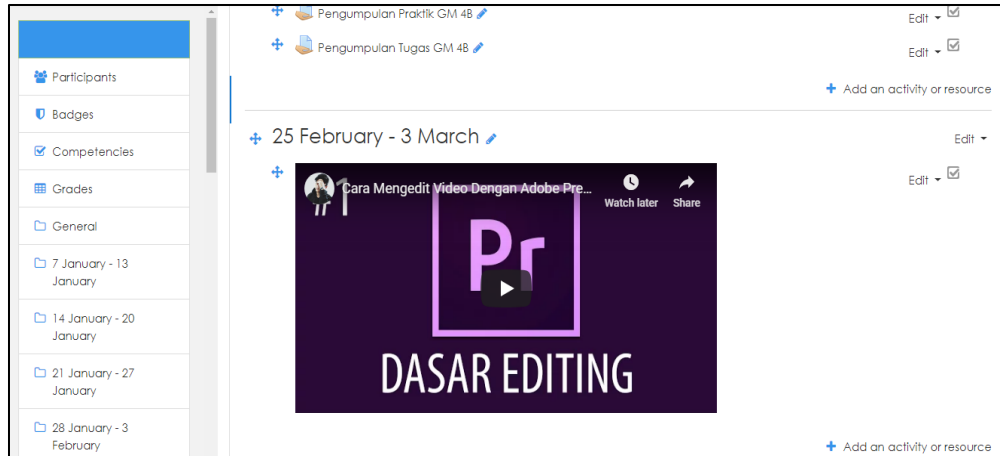 Pengumpulan Praktik GM 4B
Edit
Pengumpulan Tugas GM 4B
Edit
+ Add an activity or resource
Participants
Badges
Competencies
Grades
General
7 January - 13
January
14 January - 20
January
21 January - 27
January
28 January - 3
February
25 February - 3 March
Edit
Edit
Cara Mengedit Video Dengan Adobe Pre...
Watch later
Share
#1
Pr
DASAR EDITING
+ Add an activity or resource